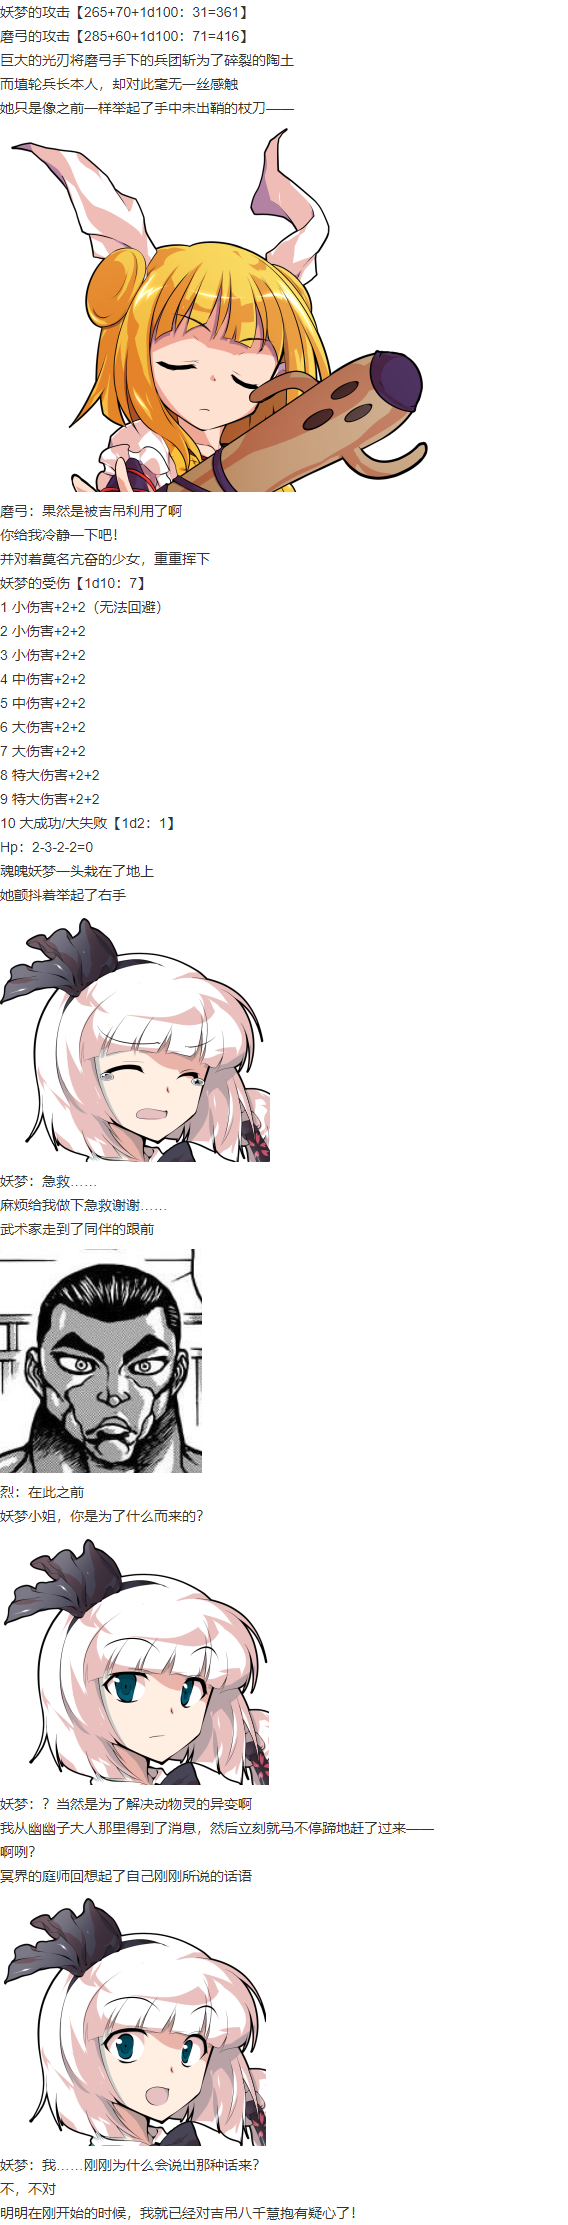 妖梦的攻击【265+70+1d100：31=361】
磨弓的攻击【285+60+1d100：71=416】
巨大的光刃将磨弓手下的兵团斩为了碎裂的陶土
而埴轮兵长本人，却对此毫无一丝感触
她只是像之前一样举起了手中未出鞘的杖刀——
磨弓：果然是被吉吊利用了啊
你给我冷静一下吧！
并对着莫名亢奋的少女，重重挥下
妖梦的受伤【1d10：7】
1 小伤害+2+2（无法回避）
2 小伤害+2+2
3 小伤害+2+2
4 中伤害+2+2
5 中伤害+2+2
6 大伤害+2+2
7 大伤害+2+2
8 特大伤害+2+2
9 特大伤害+2+2
10 大成功/大失败【1d2：1】
Hp：2-3-2-2=0
魂魄妖梦一头栽在了地上
她颤抖着举起了右手
妖梦：急救……
麻烦给我做下急救谢谢……
武术家走到了同伴的跟前
烈：在此之前
妖梦小姐，你是为了什么而来的？
妖梦：？当然是为了解决动物灵的异变啊
我从幽幽子大人那里得到了消息，然后立刻就马不停蹄地赶了过来——
啊咧？
冥界的庭师回想起了自己刚刚所说的话语
妖梦：我……刚刚为什么会说出那种话来？
不，不对
明明在刚开始的时候，我就已经对吉吊八千慧抱有疑心了！